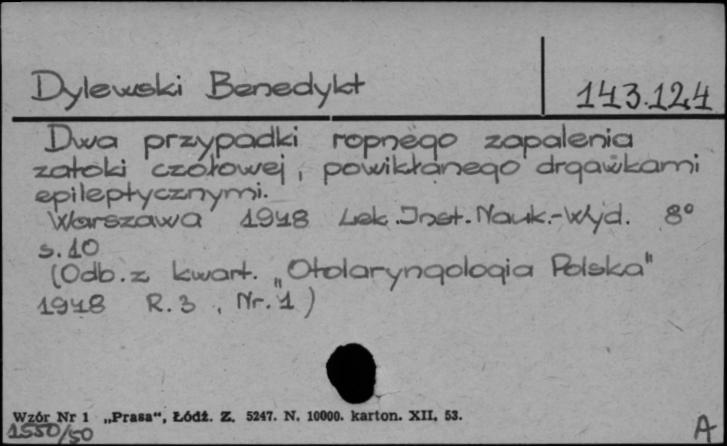 Dylewski Benedykt
143.124
Dwa przypadki ropnego zapalenia
zatoki czołowej, powikłanego drgawkami
epileptycznymi.
Warszawa 1948 Lek.Inst.Nauk.-Wyd. 8°
s.10
(Odb.z kwart. „Otolaryngologia Polska"
1948 R.3, Nr.1)
Wzór Nr 1 „Prasa", Łódź. Z. 5247. N. 10000. karton. XII. 53.
1550/50
A